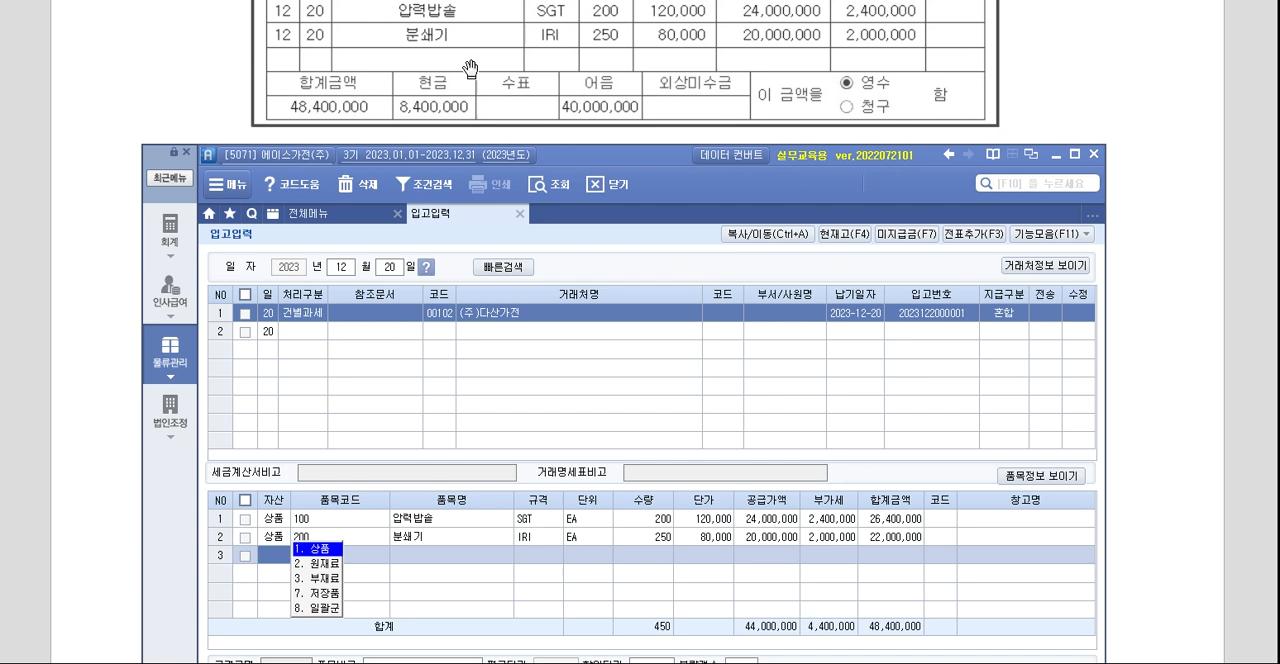 12 20 압력밥솥 SGT 200 120,000 24,000,000 2,400,000
12 20 분쇄기 IRI 250 80,000 20,000,000 2,000,000
합계금액 현금 수표 어음 외상미수금 이 금액을 영수 함
48,400,000 8,400,000 40,000,000 청구
[5071] 에이스가전(주) 3기 2023.01.01-2023.12.31 (2023년도) 데이터 컨버트 실무교육용 ver.2022072101
최근메뉴 메뉴 ? 코드도움 삭제 조건검색 인쇄 조회 닫기 [F10] 을 누르세요
전체메뉴 입고입력
입고입력 복사/이동(Ctrl+A) 현재고(F4) 미지급금(F7) 전표추가(F3) 기능모음(F11)
회계
인사급여
물류관리
법인조정
일 자 2023 년 12 월 20 일 ? 빠른검색 거래처정보 보이기
NO 일 처리구분 참조문서 코드 거래처명 코드 부서/사원명 납기일자 입고번호 지급구분 전송 수정
1 20 건별과세 00102 (주)다산가전 2023-12-20 2023122000001 혼합
2 20
세금계산서비고 거래명세표비고 품목정보 보이기
NO 자산 품목코드 품목명 규격 단위 수량 단가 공급가액 부가세 합계금액 코드 창고명
1 상품 100 압력밥솥 SGT EA 200 120,000 24,000,000 2,400,000 26,400,000
2 상품 200 분쇄기 IRI EA 250 80,000 20,000,000 2,000,000 22,000,000
3
1. 상품
2. 원재료
3. 부재료
7. 저장품
8. 일괄군
합계 450 44,000,000 4,400,000 48,400,000